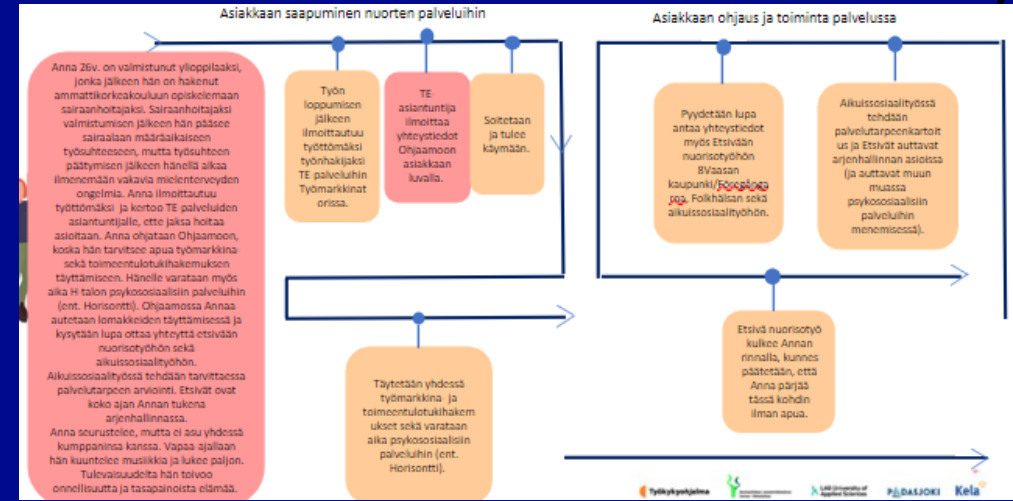 Asiakkaan saapuminen nuorten palveluihin
Asiakkaan ohjaus ja toiminta palvelussa
Anna 26v. on valmistunut ylioppilaaksi,
jonka jälkeen hän on hakenut
ammattikorkeakouluun opiskelemaan
sairaanhoitajaksi. Sairaanhoitajaksi
valmistumisen jälkeen hän pääsee
sairaalaan määräaikaiseen
työsuhteeseen, mutta työsuhteen
päätymisen jälkeen hänellä alkaa
ilmenemään vakavia mielenterveyden
ongelmia. Anna ilmoittautuu
työttömäksi ja kertoo TE-palveluiden
asiantuntijalle, ette jaksa hoitaa
asioitaan. Anna ohjataan Ohjaamoon,
koska hän tarvitsee apua työmarkkina-
sekä toimeentulotukihakemuksen
täyttämiseen. Hänelle varataan myös
aika H-talon psykososiaalisiin palveluihin
(ent. Horisontti). Ohjaamossa Annaa
autetaan lomakkeiden täyttämisessä ja
kysytään lupa ottaa yhteyttä etsivään
nuorisotyöhön sekä
aikuissosiaalityöhön.
Aikuissosiaalityössä tehdään tarvittaessa
palvelutarpeen arviointi. Etsivät ovat
koko ajan Annan tukena
arjenhallinnassa.
Anna seurustelee, mutta ei asu yhdessä
kumppaninsa kanssa. Vapaa ajallaan
hän kuuntelee musiikkia ja lukee paljon.
Tulevaisuudelta hän toivoo
onnellisuutta ja tasapainoista elämää.
Työn
loppumisen
jälkeen
ilmoittautuu
työttömäksi
työnhakijaksi
TE-palveluihin
Työmarkkinat
orissa.
TE-
asiantuntija
ilmoittaa
yhteystiedot
Ohjaamoon
asiakkaan
luvalla.
Soitetaan
ja tulee
käymään.
Täytetään yhdessä
työmarkkina- ja
toimeentulotukihakem
ukset sekä varataan
aika psykososiaalisiin
palveluihin (ent.
Horisontti).
Pyydetään lupa
antaa yhteystiedot
myös Etsivään
nuorisotyöhön
8Vaasan
kaupunki/Föregånga
rna, Folkhälsan sekä
aikuissosiaalityöhön.
Aikuissosiaalityössä
tehdään
palvelutarpeenkartoit
us ja Etsivät auttavat
arjenhallinnan asioissa
(ja auttavat muun
muassa
psykososiaalisiin
palveluihin
menemisessä).
Etsivä nuorisotyö
kulkee Annan
rinnalla, kunnes
päätetään, että
Anna pärjää
tässä kohdin
ilman apua.
Työkykyohjelma
LAB University of
Applied Sciences
PADASJOKI
Kela